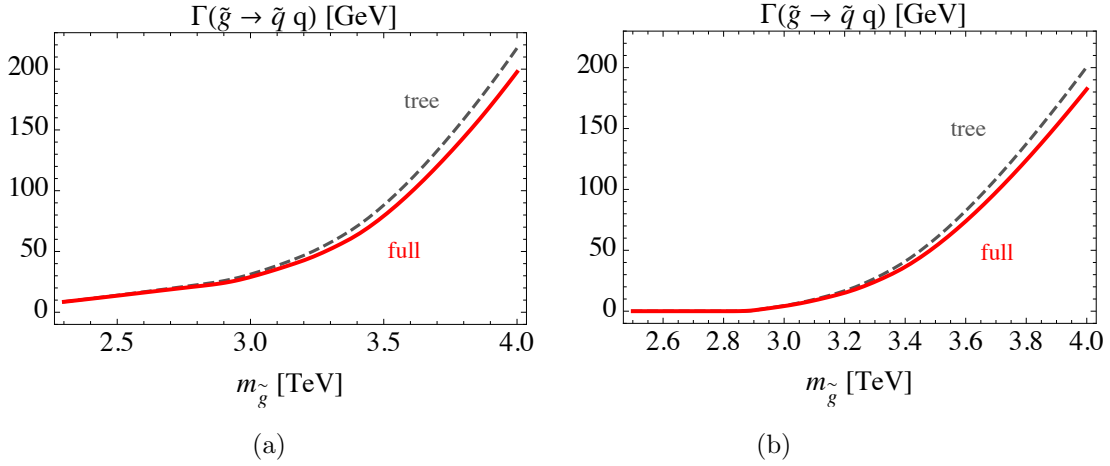 Γ(g̃ → q̃ q) [GeV]
200
150
100
50
0
tree
full
2.5 3.0 3.5 4.0
m_g̃ [TeV]
(a)
Γ(g̃ → q̃ q) [GeV]
200
150
100
50
0
tree
full
2.6 2.8 3.0 3.2 3.4 3.6 3.8 4.0
m_g̃ [TeV]
(b)